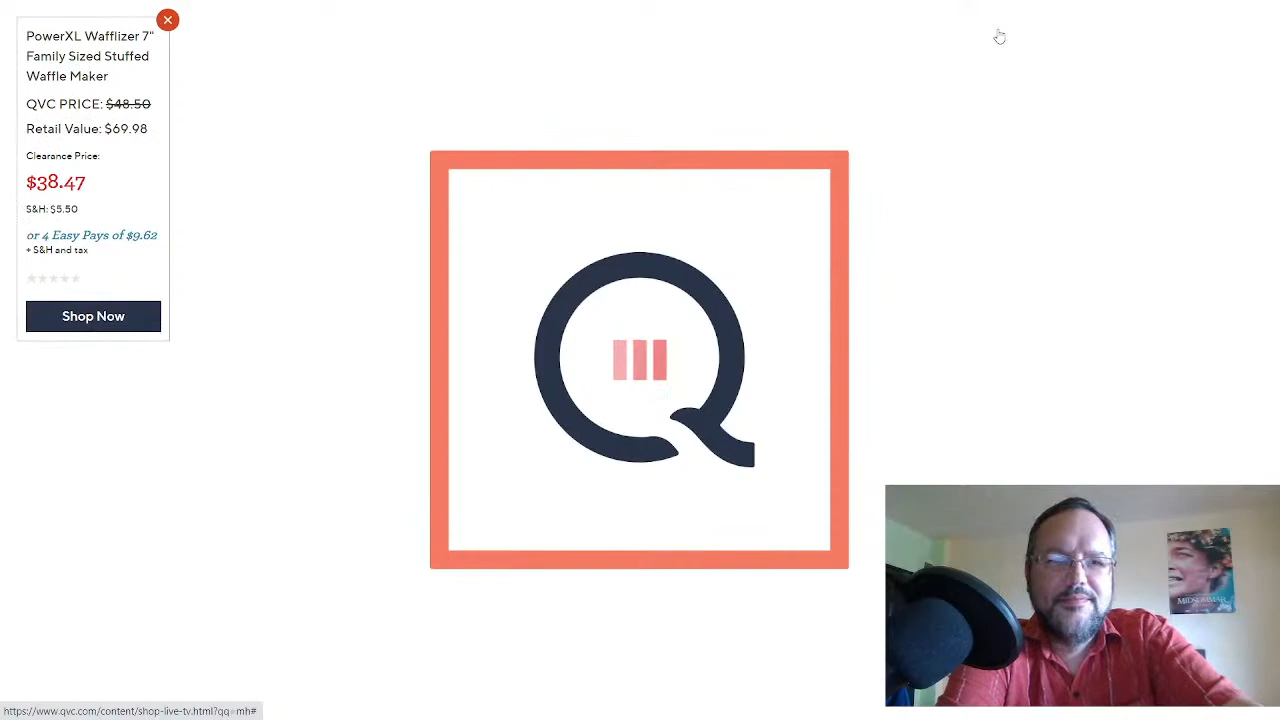 PowerXL Wafflizer 7"
Family Sized Stuffed
Waffle Maker
QVC PRICE: $48.50
Retail Value: $69.98
Clearance Price:
$38.47
S&H: $5.50
or 4 Easy Pays of $9.62
+ S&H and tax
Shop Now
Q
MIDSOMMAR
https://www.qvc.com/content/shop-live-tv.html?qq=mh#